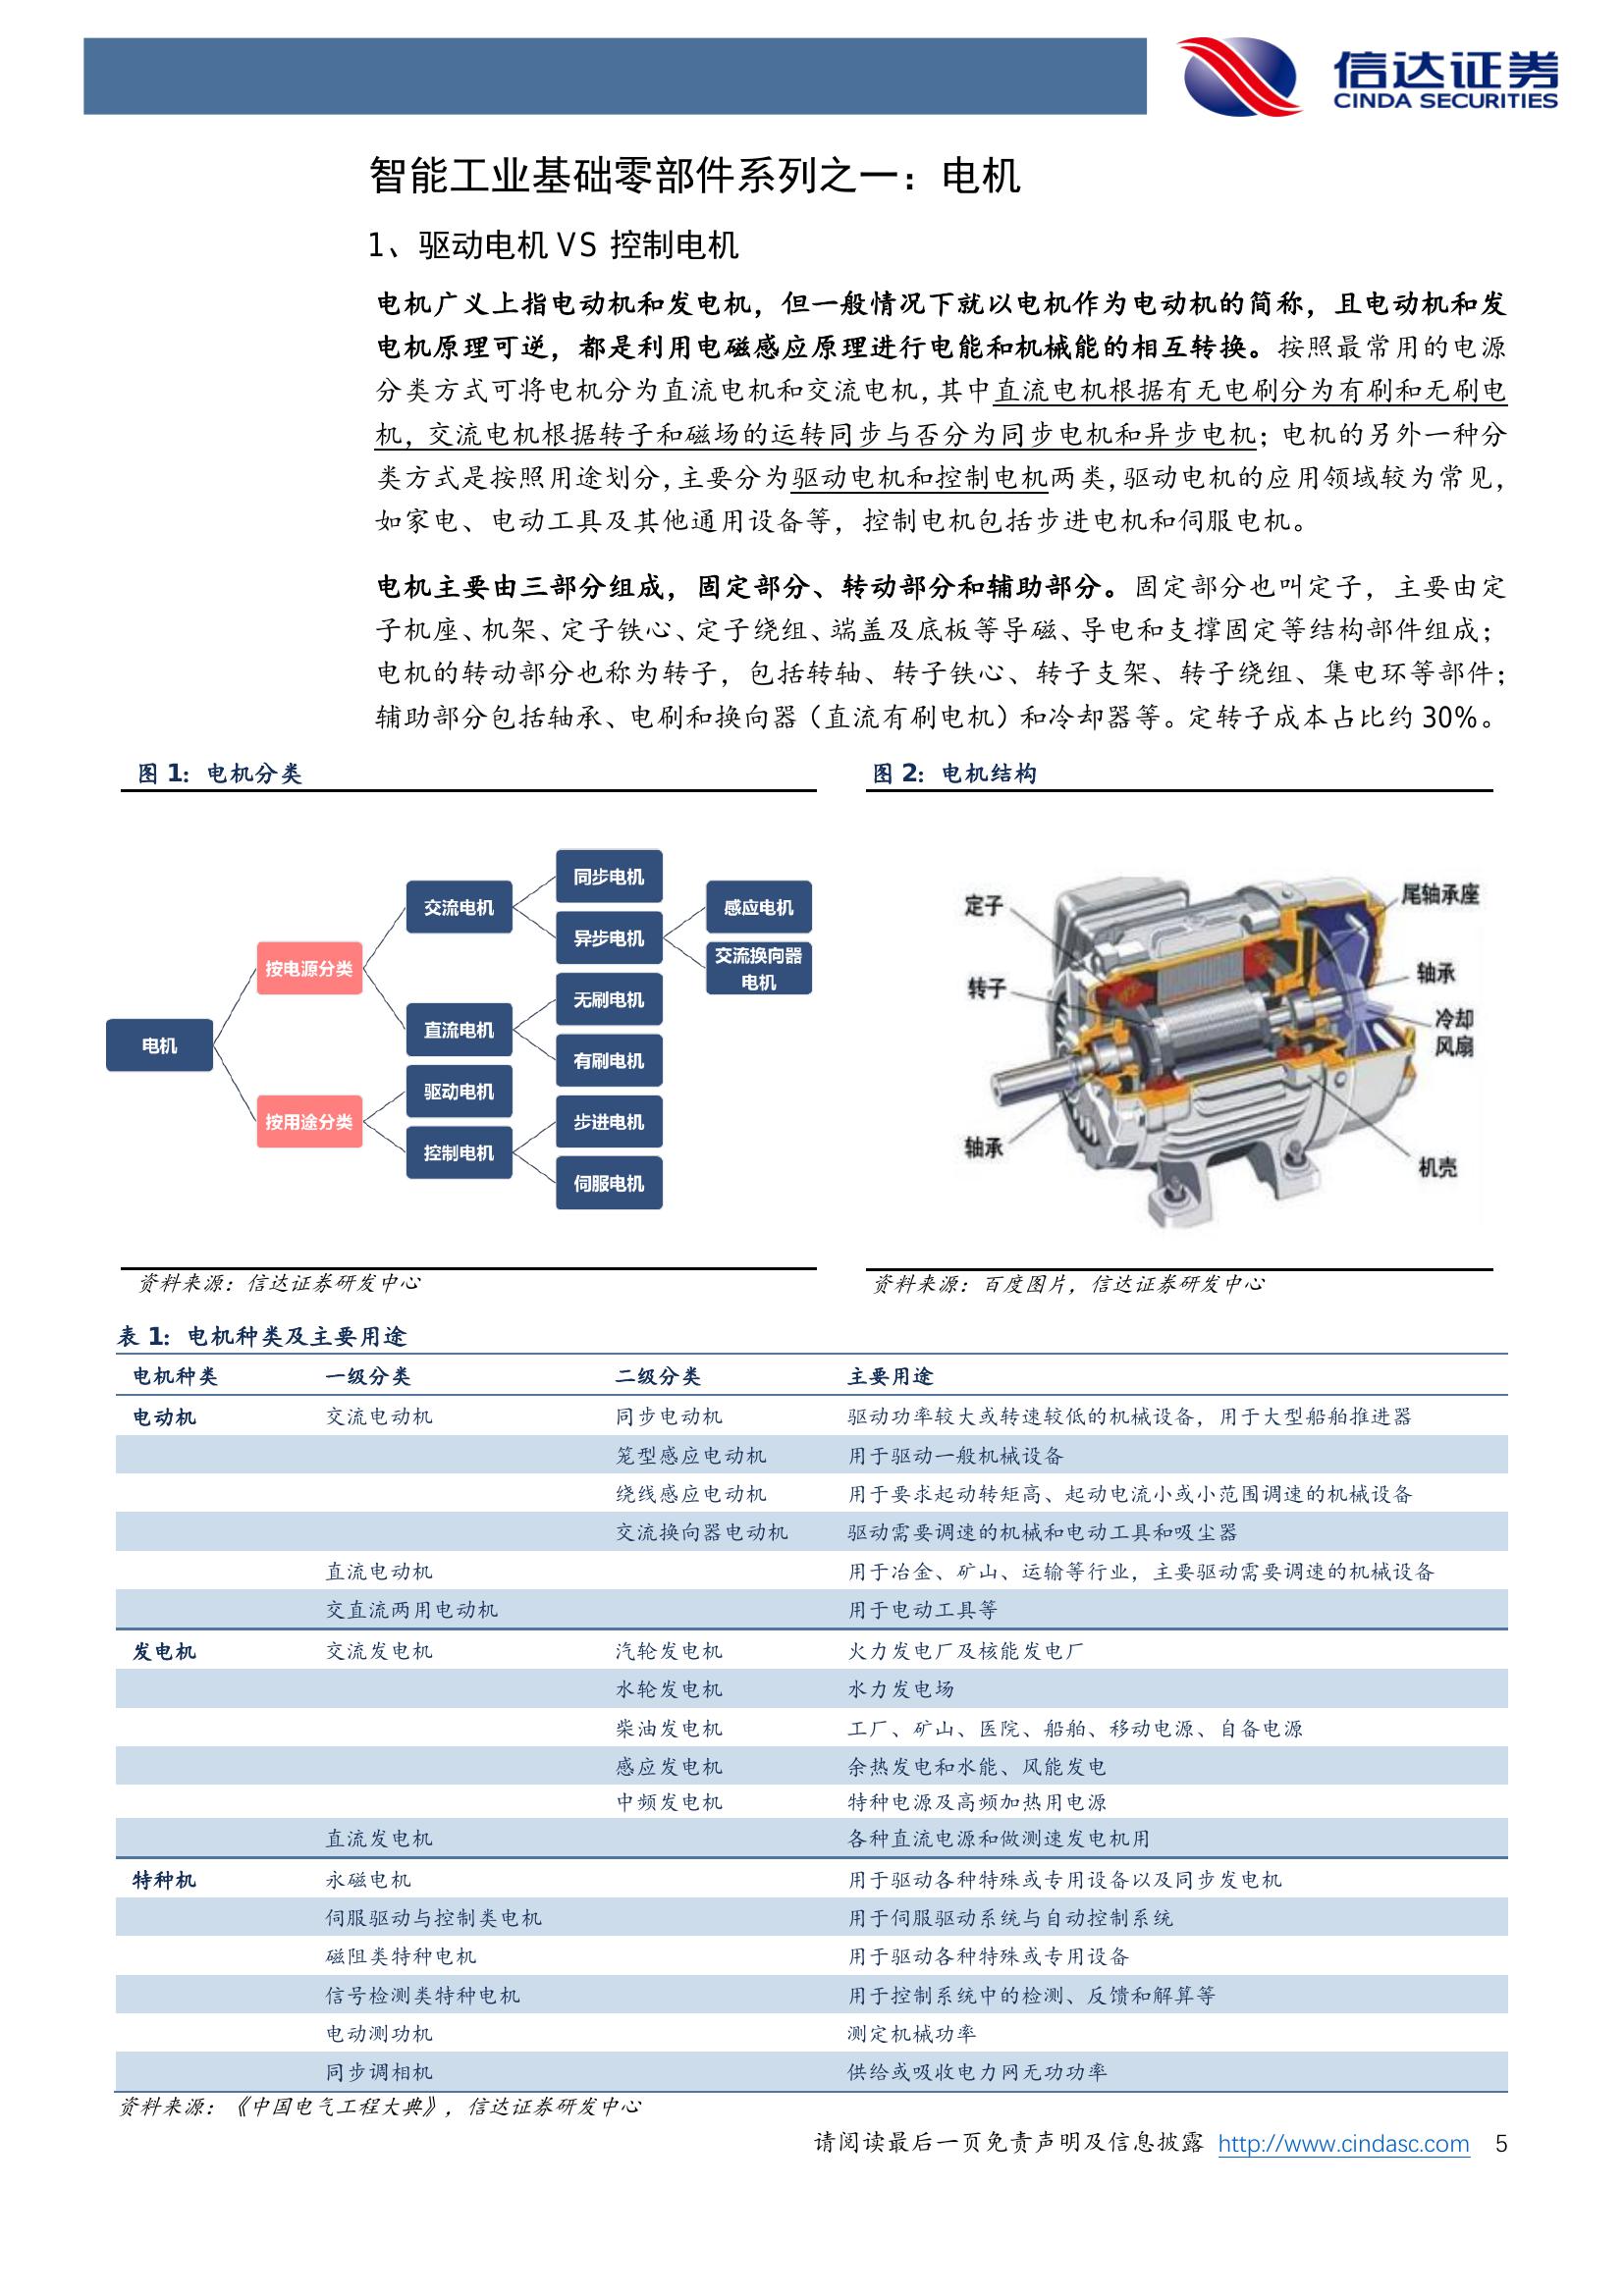 信达证券
CINDA SECURITIES
智能工业基础零部件系列之一：电机
1、驱动电机 VS 控制电机
电机广义上指电动机和发电机，但一般情况下就以电机作为电动机的简称，且电动机和发
电机原理可逆，都是利用电磁感应原理进行电能和机械能的相互转换。按照最常用的电源
分类方式可将电机分为直流电机和交流电机，其中直流电机根据有无电刷分为有刷和无刷电
机，交流电机根据转子和磁场的运转同步与否分为同步电机和异步电机；电机的另外一种分
类方式是按照用途划分，主要分为驱动电机和控制电机两类，驱动电机的应用领域较为常见，
如家电、电动工具及其他通用设备等，控制电机包括步进电机和伺服电机。
电机主要由三部分组成，固定部分、转动部分和辅助部分。固定部分也叫定子，主要由定
子机座、机架、定子铁心、定子绕组、端盖及底板等导磁、导电和支撑固定等结构部件组成；
电机的转动部分也称为转子，包括转轴、转子铁心、转子支架、转子绕组、集电环等部件；
辅助部分包括轴承、电刷和换向器（直流有刷电机）和冷却器等。定转子成本占比约 30%。
图 1：电机分类
电机
按电源分类
按用途分类
交流电机
直流电机
驱动电机
控制电机
同步电机
异步电机
无刷电机
有刷电机
步进电机
伺服电机
感应电机
交流换向器
电机
资料来源：信达证券研发中心
图 2：电机结构
定子
转子
轴承
尾轴承座
轴承
冷却
风扇
机壳
资料来源：百度图片，信达证券研发中心
表 1：电机种类及主要用途
电机种类 一级分类 二级分类 主要用途
电动机 交流电动机 同步电动机 驱动功率较大或转速较低的机械设备，用于大型船舶推进器
笼型感应电动机 用于驱动一般机械设备
绕线感应电动机 用于要求起动转矩高、起动电流小或小范围调速的机械设备
交流换向器电动机 驱动需要调速的机械和电动工具和吸尘器
直流电动机 用于冶金、矿山、运输等行业，主要驱动需要调速的机械设备
交直流两用电动机 用于电动工具等
发电机 交流发电机 汽轮发电机 火力发电厂及核能发电厂
水轮发电机 水力发电场
柴油发电机 工厂、矿山、医院、船舶、移动电源、自备电源
感应发电机 余热发电和水能、风能发电
中频发电机 特种电源及高频加热用电源
直流发电机 各种直流电源和做测速发电机用
特种机 永磁电机 用于驱动各种特殊或专用设备以及同步发电机
伺服驱动与控制类电机 用于伺服驱动系统与自动控制系统
磁阻类特种电机 用于驱动各种特殊或专用设备
信号检测类特种电机 用于控制系统中的检测、反馈和解算等
电动测功机 测定机械功率
同步调相机 供给或吸收电力网无功功率
资料来源：《中国电气工程大典》，信达证券研发中心
请阅读最后一页免责声明及信息披露 http://www.cindasc.com 5